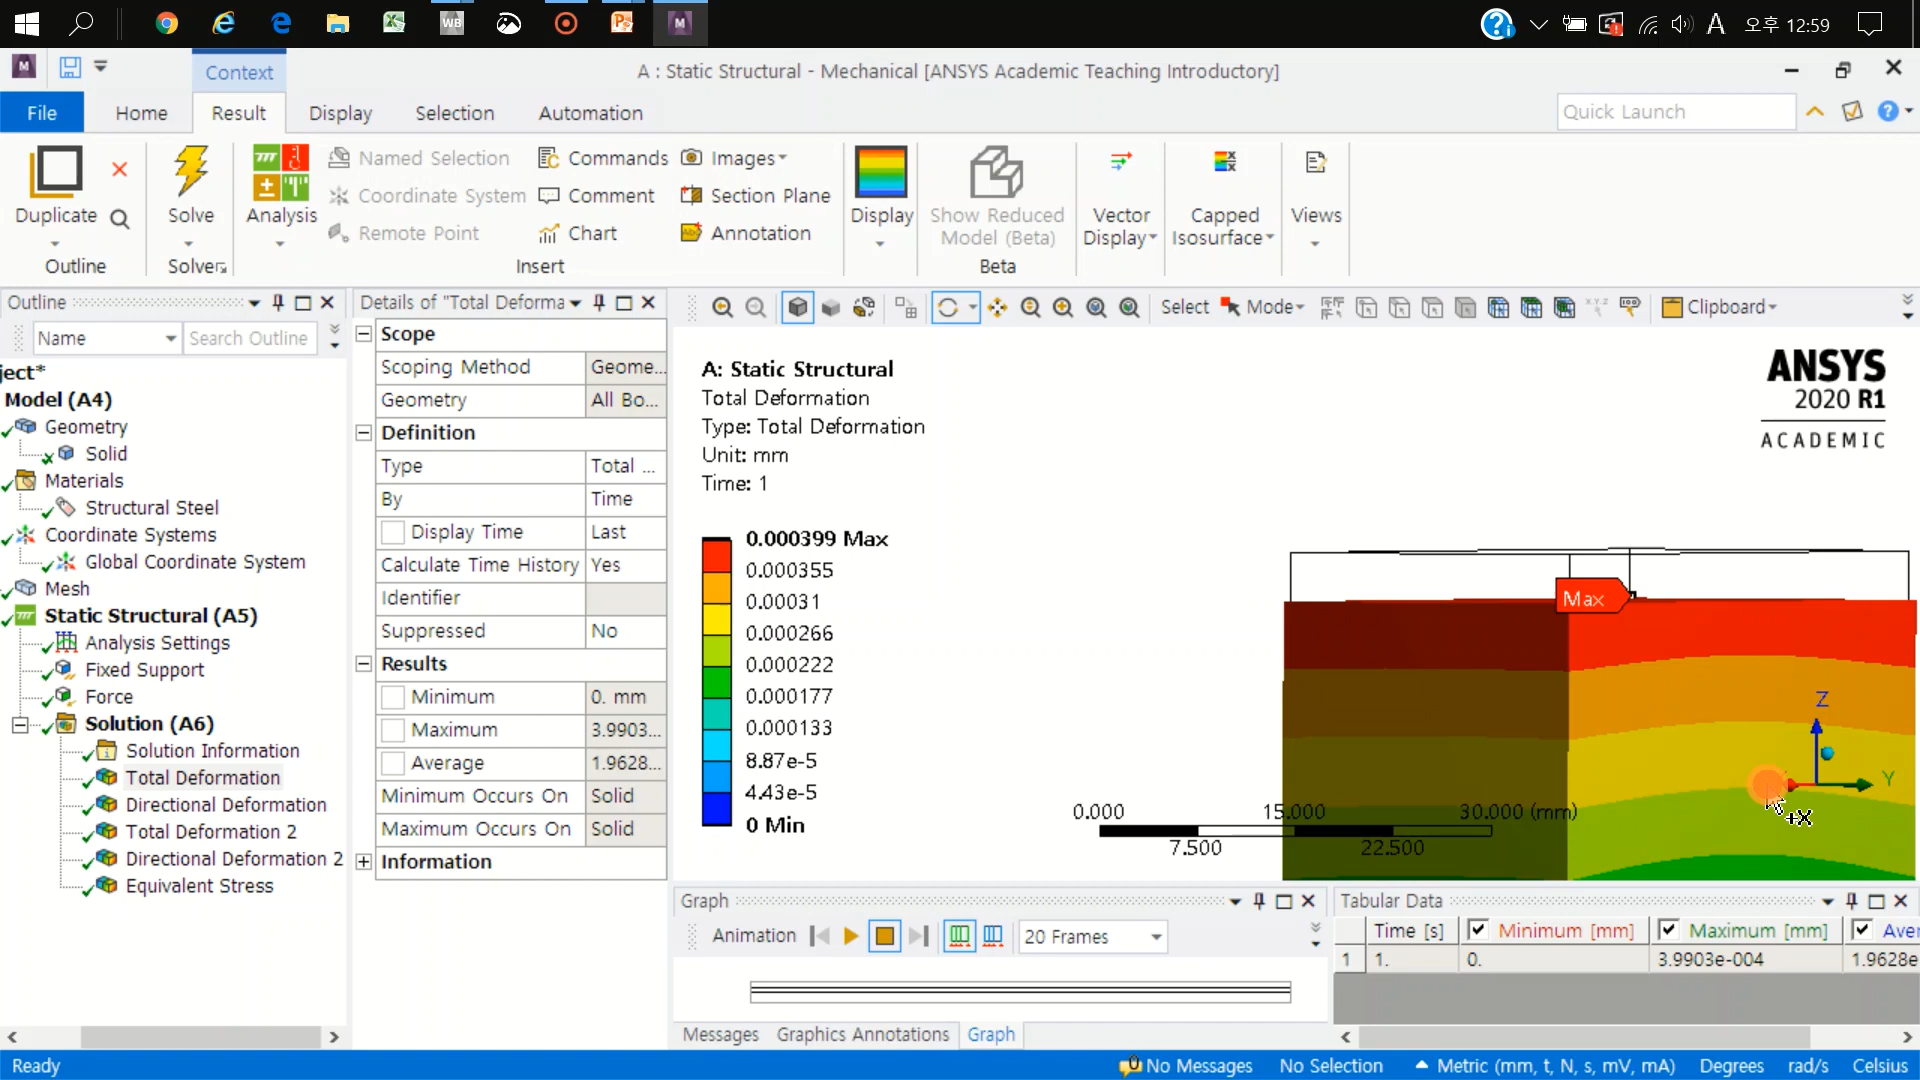 WB
A
오후 12:59
Context
A : Static Structural - Mechanical [ANSYS Academic Teaching Introductory]
File
Home
Result
Display
Selection
Automation
Quick Launch
Duplicate
Outline
Solve
Solver
Analysis
Named Selection
Coordinate System
Remote Point
Commands
Comment
Chart
Images
Section Plane
Annotation
Insert
Display
Show Reduced
Model (Beta)
Beta
Vector
Display
Capped
Isosurface
Views
Outline
Name
Search Outline
ject*
Model (A4)
Geometry
Solid
Materials
Structural Steel
Coordinate Systems
Global Coordinate System
Mesh
Static Structural (A5)
Analysis Settings
Fixed Support
Force
Solution (A6)
Solution Information
Total Deformation
Directional Deformation
Total Deformation 2
Directional Deformation 2
Equivalent Stress
Details of "Total Deforma
Scope
Scoping Method Geome...
Geometry All Bo...
Definition
Type Total ...
By Time
Display Time Last
Calculate Time History Yes
Identifier
Suppressed No
Results
Minimum 0. mm
Maximum 3.9903...
Average 1.9628...
Minimum Occurs On Solid
Maximum Occurs On Solid
Information
Select
Mode
Clipboard
A: Static Structural
Total Deformation
Type: Total Deformation
Unit: mm
Time: 1
0.000399 Max
0.000355
0.00031
0.000266
0.000222
0.000177
0.000133
8.87e-5
4.43e-5
0 Min
ANSYS
2020 R1
ACADEMIC
Max
Z
Y
+X
0.000 15.000 30.000 (mm)
7.500 22.500
Graph
Animation
20 Frames
Messages
Graphics Annotations
Graph
Tabular Data
Time [s] Minimum [mm] Maximum [mm] Aver
1 1. 0. 3.9903e-004 1.9628e
Ready
No Messages
No Selection
Metric (mm, t, N, s, mV, mA)
Degrees
rad/s
Celsius